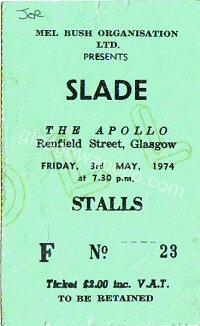 JOR
MEL BUSH ORGANISATION
LTD.
PRESENTS
SLADE
THE APOLLO
Renfield Street, Glasgow
FRIDAY, 3rd MAY, 1974
at 7.30 p.m.
STALLS
F No 23
Ticket £2.00 inc. V.A.T.
TO BE RETAINED